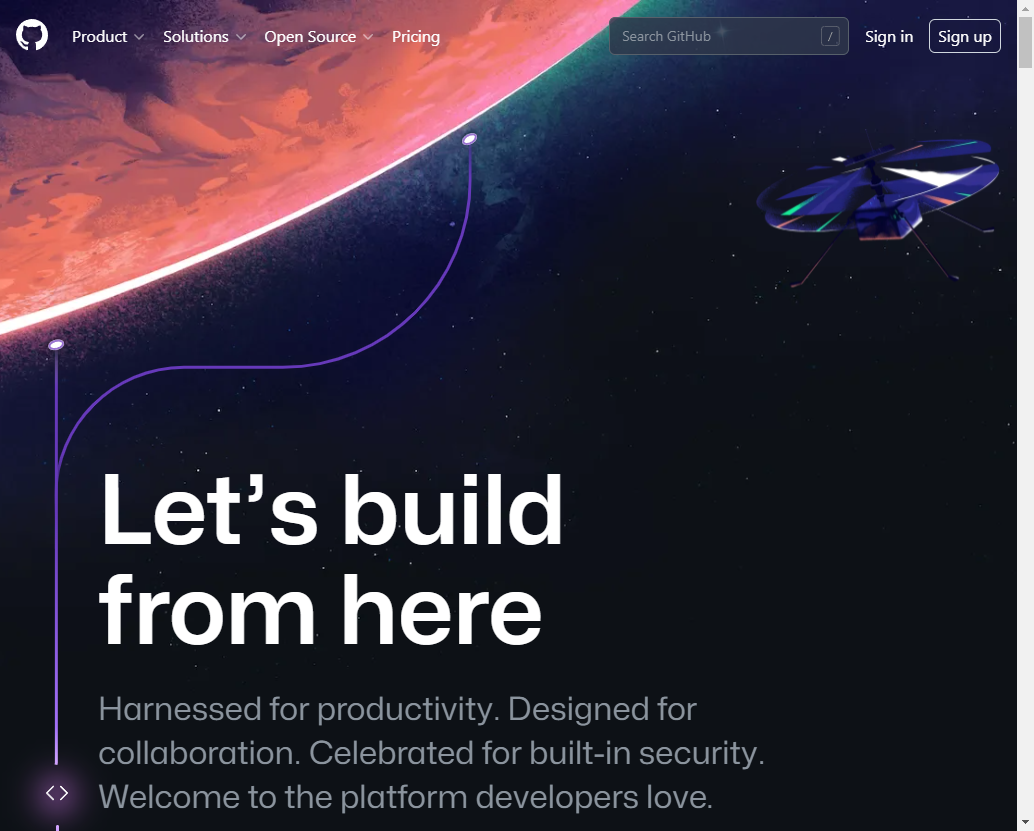 Product Solutions Open Source Pricing Search GitHub / Sign in Sign up
Let’s build
from here
Harnessed for productivity. Designed for
collaboration. Celebrated for built-in security.
Welcome to the platform developers love.